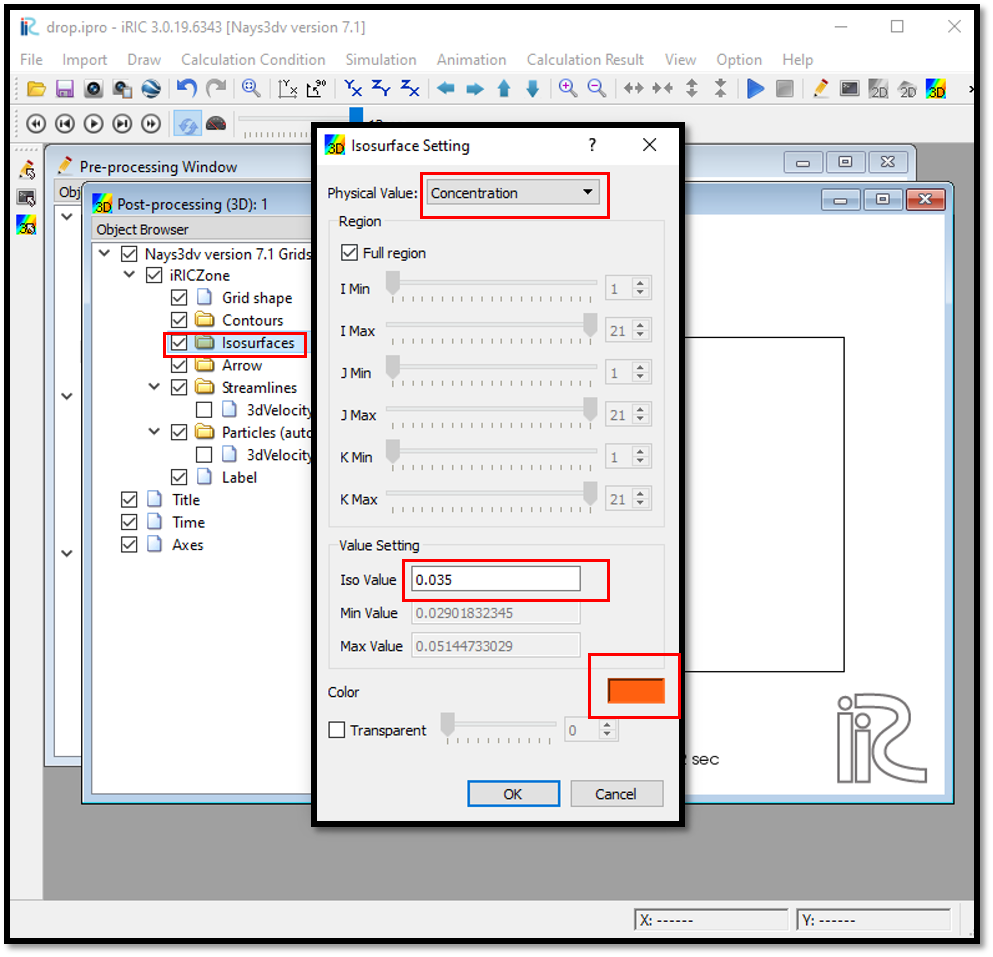 iRIC drop.ipro - iRIC 3.0.19.6343 [Nays3dv version 7.1]
File Import Draw Calculation Condition Simulation Animation Calculation Result View Option Help
Pre-processing Window
Obj
Post-processing (3D): 1
Object Browser
Nays3dv version 7.1 Grids
iRICZone
Grid shape
Contours
Isosurfaces
Arrow
Streamlines
3dVelocity
Particles (auto
3dVelocity
Label
Title
Time
Axes
3D Isosurface Setting ?
Physical Value: Concentration
Region
Full region
I Min 1
I Max 21
J Min 1
J Max 21
K Min 1
K Max 21
Value Setting
Iso Value 0.035
Min Value 0.02901832345
Max Value 0.05144733029
Color
Transparent 0
OK Cancel
sec
iRIC
X: ------ Y: ------